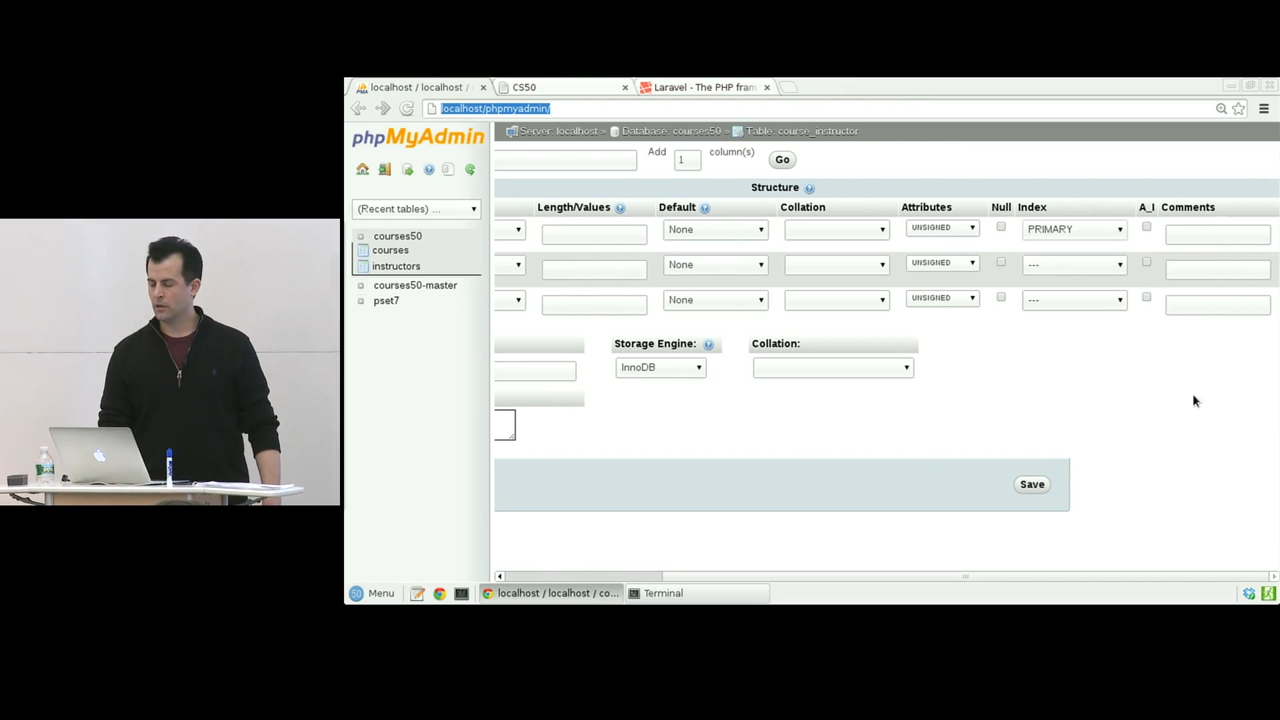 localhost / localhost /
CS50
Laravel - The PHP fram
localhost/phpmyadmin/
phpMyAdmin
Server: localhost » Database: courses50 » Table: course_instructor
Add 1 column(s) Go
Structure
(Recent tables) ...
Length/Values Default Collation Attributes Null Index A_I Comments
courses50
courses
instructors
courses50-master
pset7
None UNSIGNED PRIMARY
None UNSIGNED ---
None UNSIGNED ---
Storage Engine: Collation:
InnoDB
Save
50 Menu localhost / localhost / co... Terminal